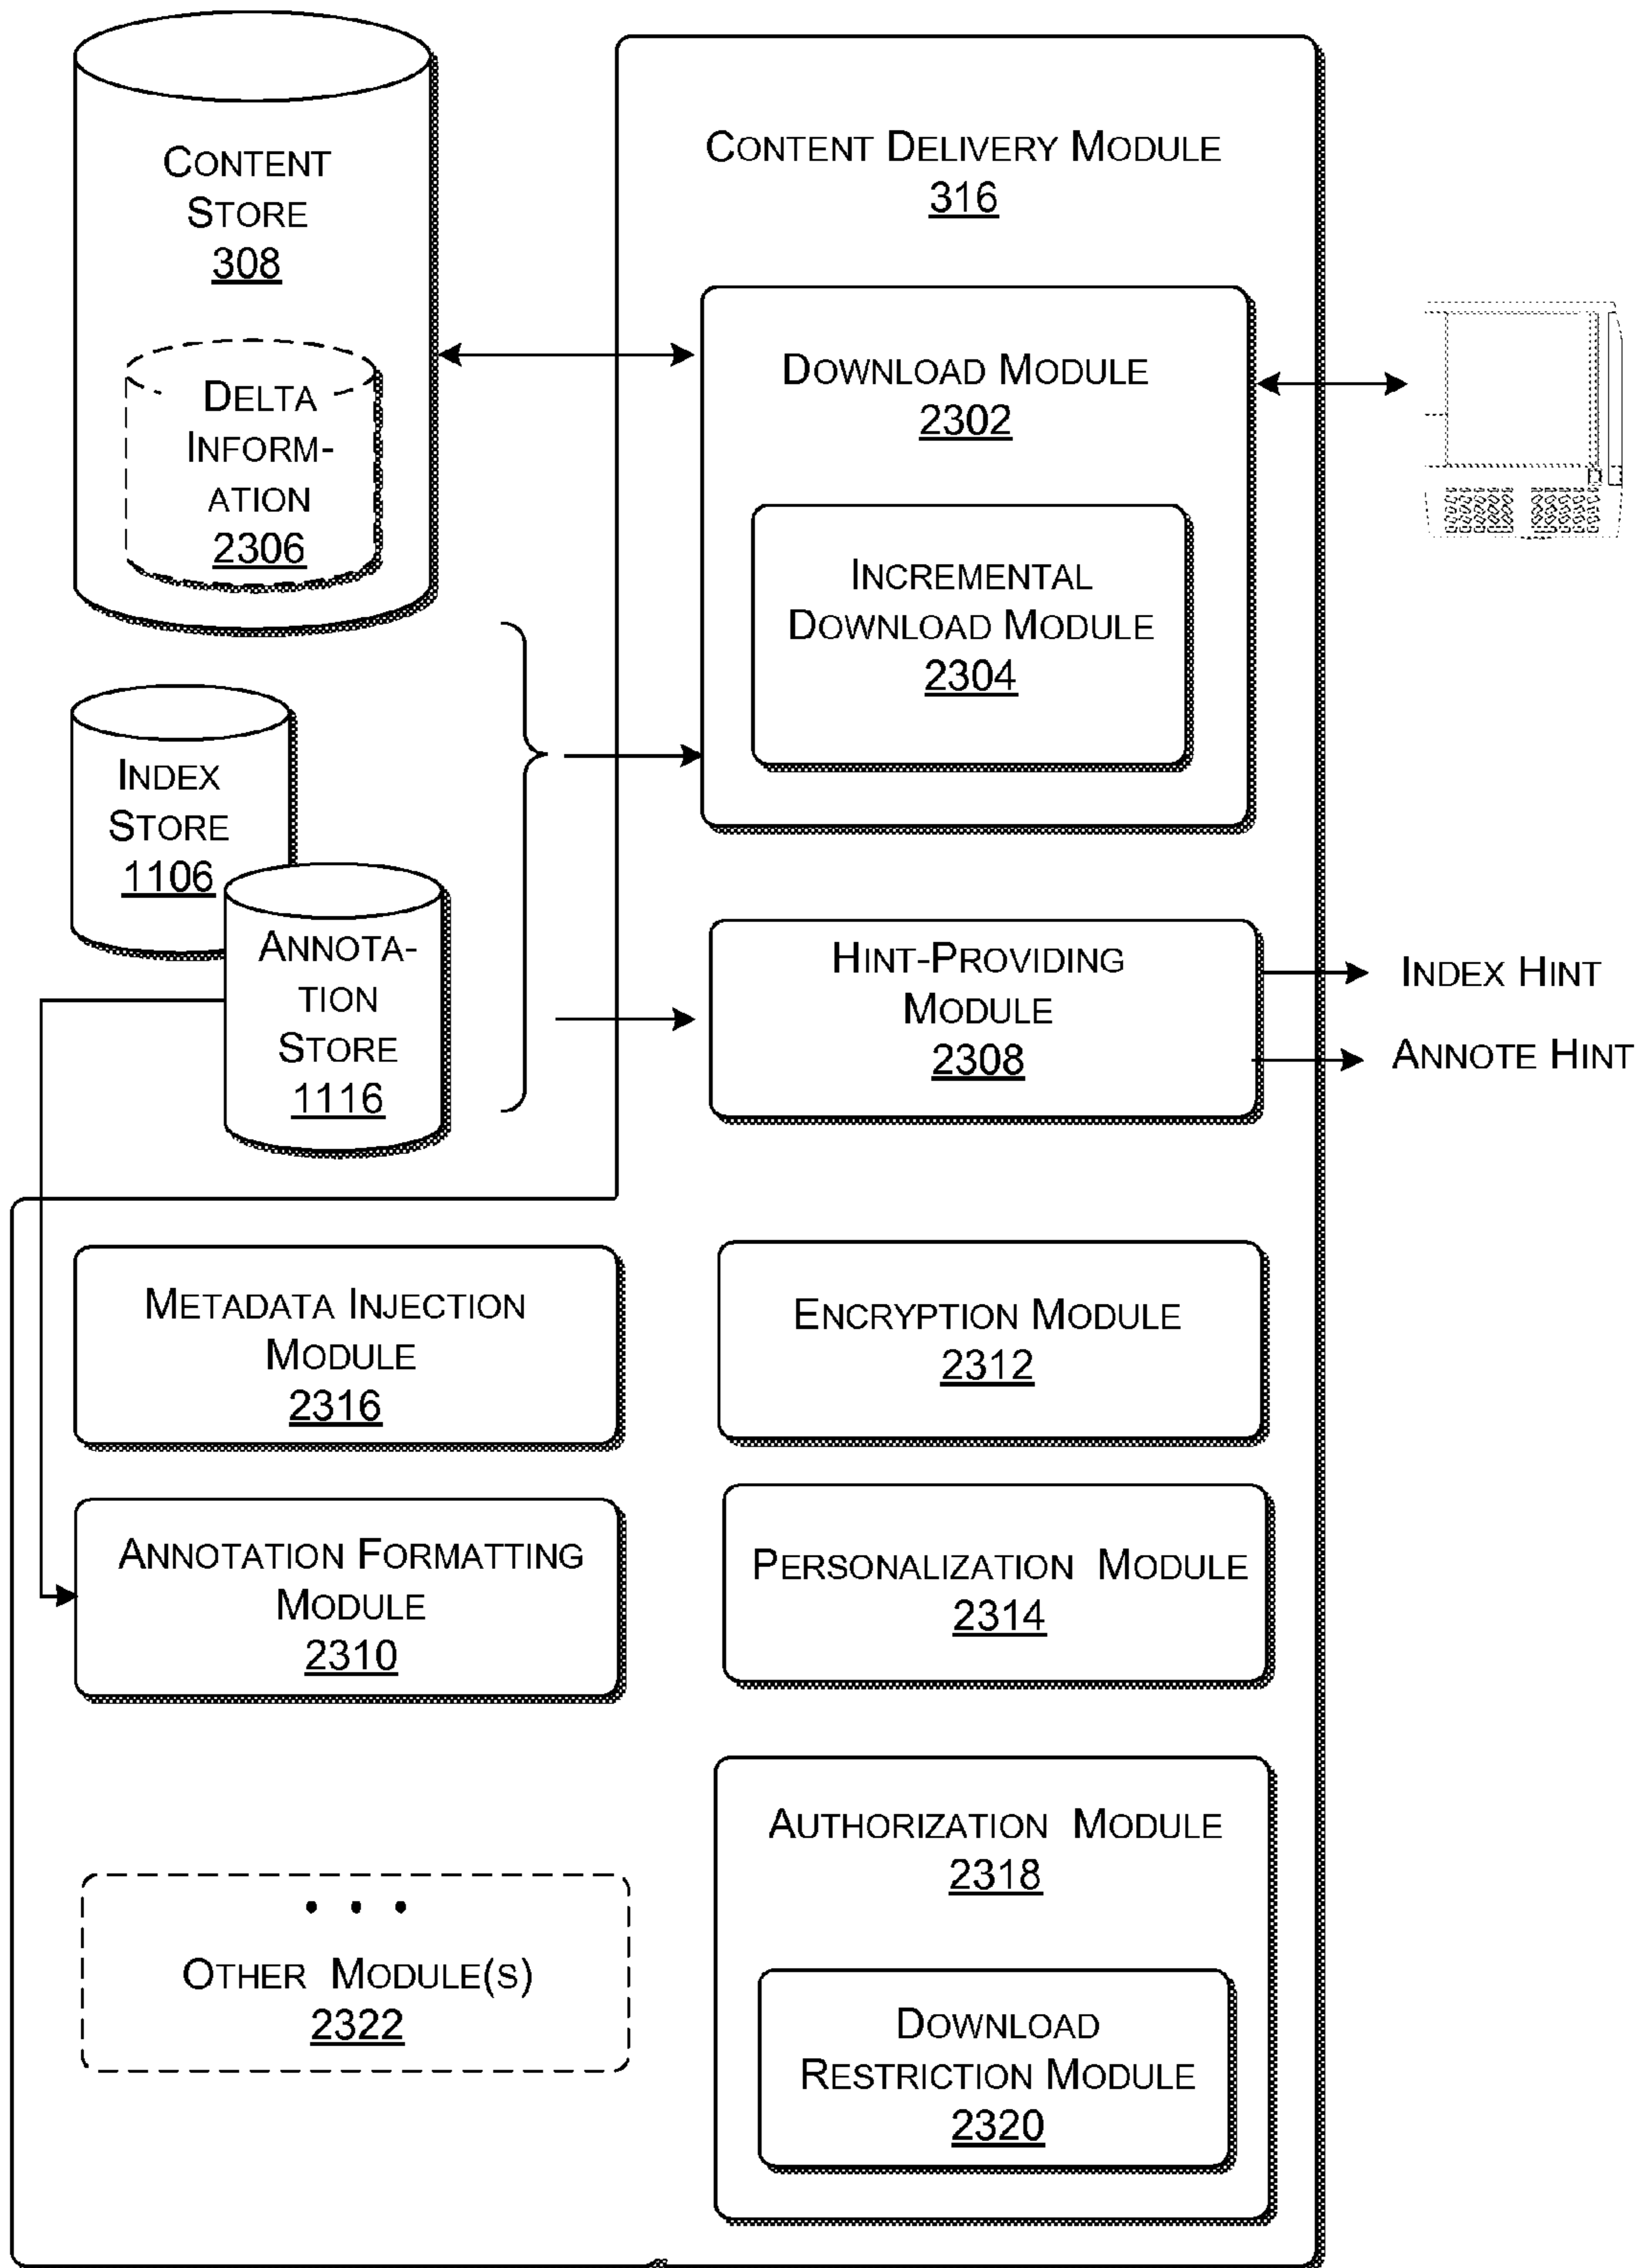 CONTENT
STORE
308
DELTA
INFORM-
ATION
2306
CONTENT DELIVERY MODULE
316
DOWNLOAD MODULE
2302
INCREMENTAL
DOWNLOAD MODULE
2304
INDEX
STORE
1106
ANNOTA-
TION
STORE
1116
HINT-PROVIDING
MODULE
2308
INDEX HINT
ANNOTE HINT
METADATA INJECTION
MODULE
2316
ENCRYPTION MODULE
2312
ANNOTATION FORMATTING
MODULE
2310
PERSONALIZATION MODULE
2314
• • •
OTHER MODULE(S)
2322
AUTHORIZATION MODULE
2318
DOWNLOAD
RESTRICTION MODULE
2320